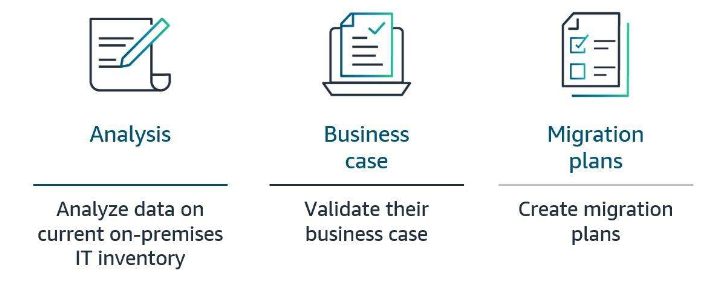 Analysis
Analyze data on
current on-premises
IT inventory
Business
case
Validate their
business case
Migration
plans
Create migration
plans